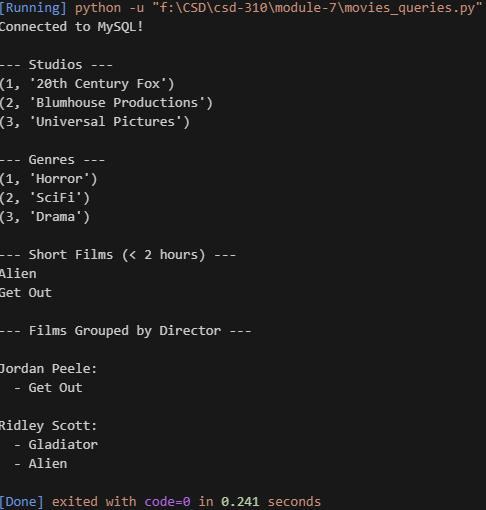 [Running] python -u "f:\CSD\csd-310\module-7\movies_queries.py"
Connected to MySQL!
--- Studios ---
(1, '20th Century Fox')
(2, 'Blumhouse Productions')
(3, 'Universal Pictures')
--- Genres ---
(1, 'Horror')
(2, 'SciFi')
(3, 'Drama')
--- Short Films (< 2 hours) ---
Alien
Get Out
--- Films Grouped by Director ---
Jordan Peele:
  - Get Out
Ridley Scott:
  - Gladiator
  - Alien
[Done] exited with code=0 in 0.241 seconds